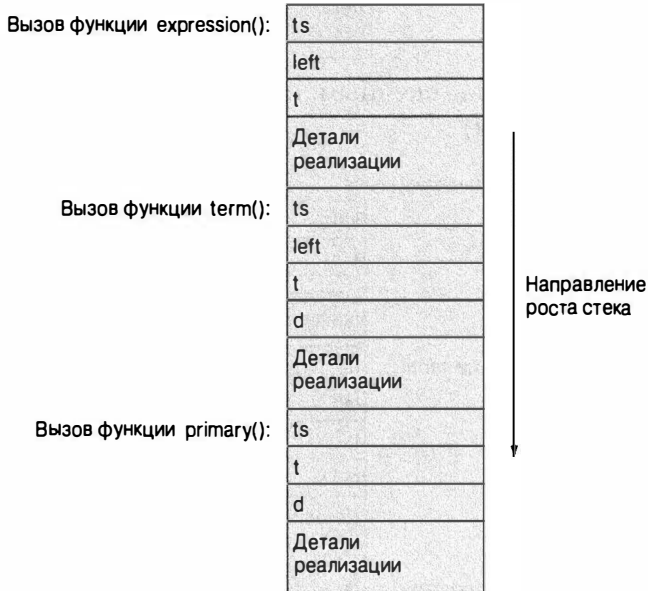 Вызов функции expression():
ts
left
t
Детали
реализации
Вызов функции term():
ts
left
t
d
Детали
реализации
Направление
роста стека
Вызов функции primary():
ts
t
d
Детали
реализации